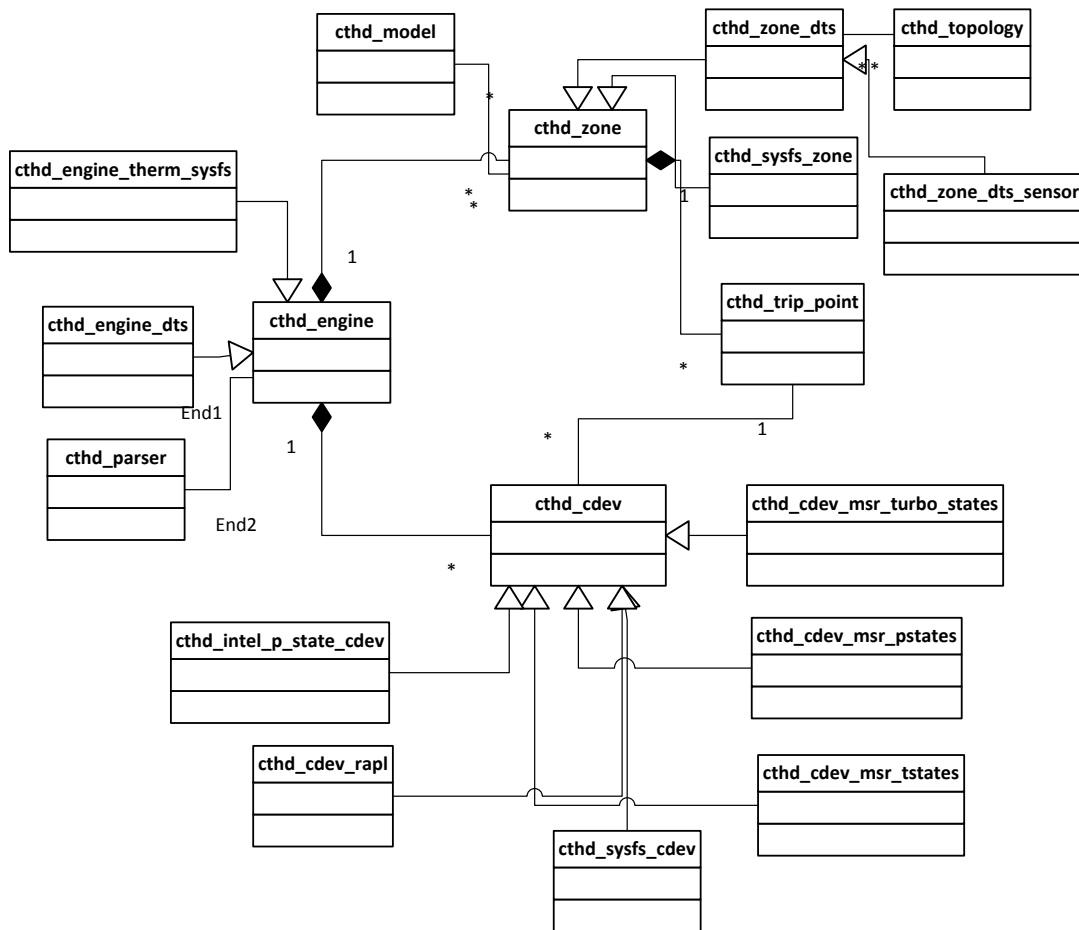 cthd_model
cthd_zone_dts
cthd_topology
*
* *
cthd_zone
cthd_sysfs_zone
cthd_engine_therm_sysfs
cthd_zone_dts_sensor
*
*
1
1
cthd_engine
cthd_trip_point
cthd_engine_dts
*
End1
1
*
1
cthd_parser
cthd_cdev
cthd_cdev_msr_turbo_states
End2
*
cthd_intel_p_state_cdev
cthd_cdev_msr_pstates
cthd_cdev_rapl
cthd_cdev_msr_tstates
cthd_sysfs_cdev